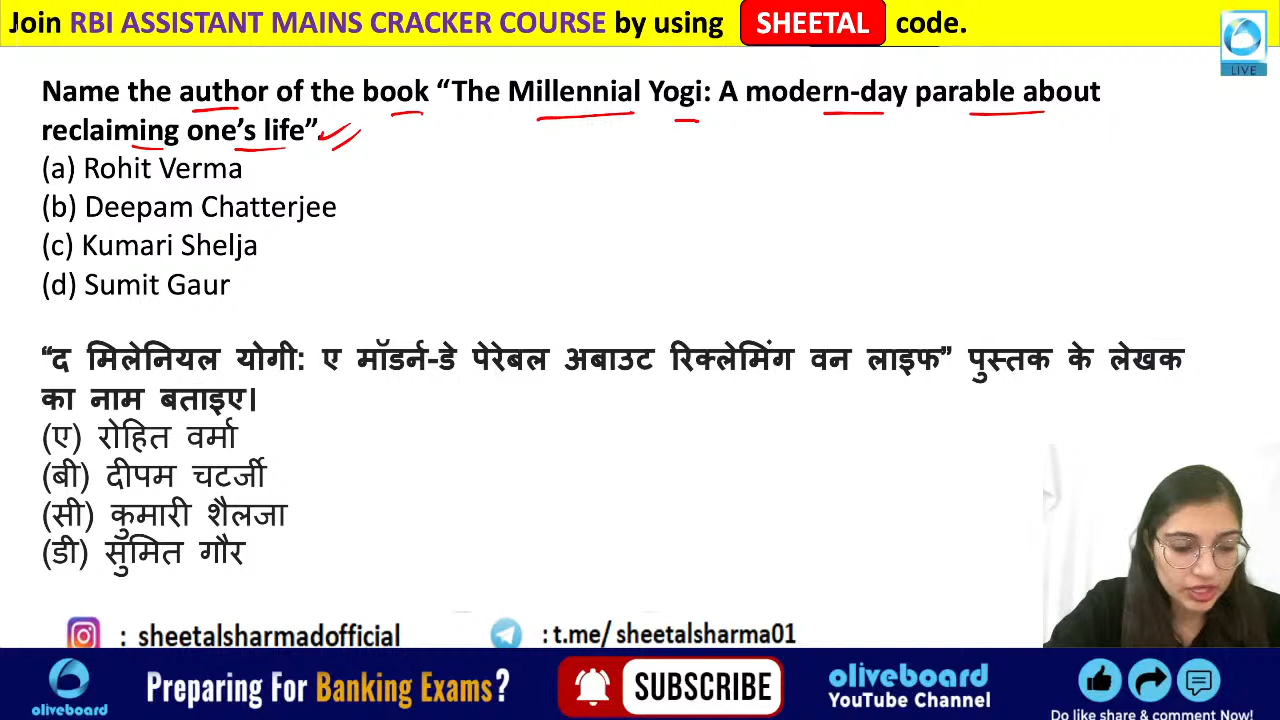 Join RBI ASSISTANT MAINS CRACKER COURSE by using SHEETAL code.
LIVE
Name the author of the book “The Millennial Yogi: A modern-day parable about
reclaiming one’s life”.
(a) Rohit Verma
(b) Deepam Chatterjee
(c) Kumari Shelja
(d) Sumit Gaur
“द मिलेनियल योगी: ए मॉडर्न-डे पेरेबल अबाउट रिक्लेमिंग वन लाइफ” पुस्तक के लेखक
का नाम बताइए।
(ए) रोहित वर्मा
(बी) दीपम चटर्जी
(सी) कुमारी शैलजा
(डी) सुमित गौर
: sheetalsharmadofficial
: t.me/ sheetalsharma01
oliveboard
Preparing For Banking Exams?
SUBSCRIBE
oliveboard
YouTube Channel
Do like share & comment Now!